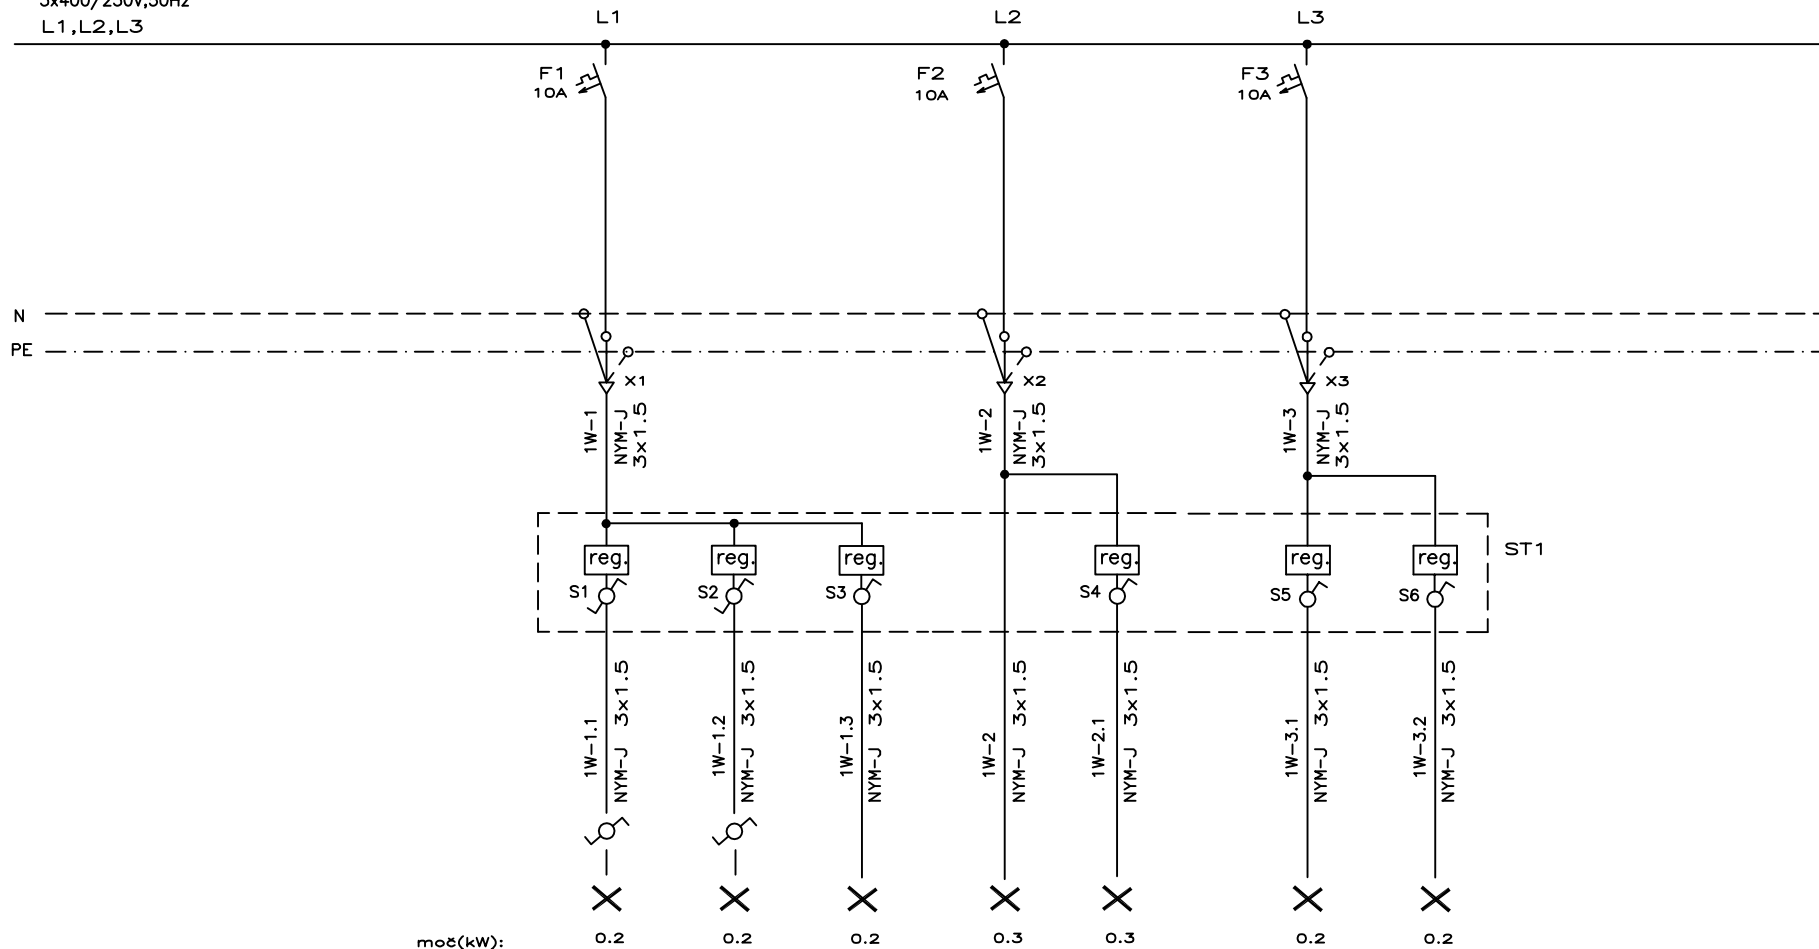 3x400/230V,50Hz
L1,L2,L3
L1
L2
L3
F1
10A
F2
10A
F3
10A
N
PE
X1
X2
X3
1W-1
NYM-J
3x1.5
1W-2
NYM-J
3x1.5
1W-3
NYM-J
3x1.5
reg.
reg.
reg.
reg.
reg.
reg.
ST1
S1
S2
S3
S4
S5
S6
1W-1.1
NYM-J 3x1.5
1W-1.2
NYM-J 3x1.5
1W-1.3
NYM-J 3x1.5
1W-2
NYM-J 3x1.5
1W-2.1
NYM-J 3x1.5
1W-3.1
NYM-J 3x1.5
1W-3.2
NYM-J 3x1.5
moč(kW): 0.2 0.2 0.2 0.3 0.3 0.2 0.2